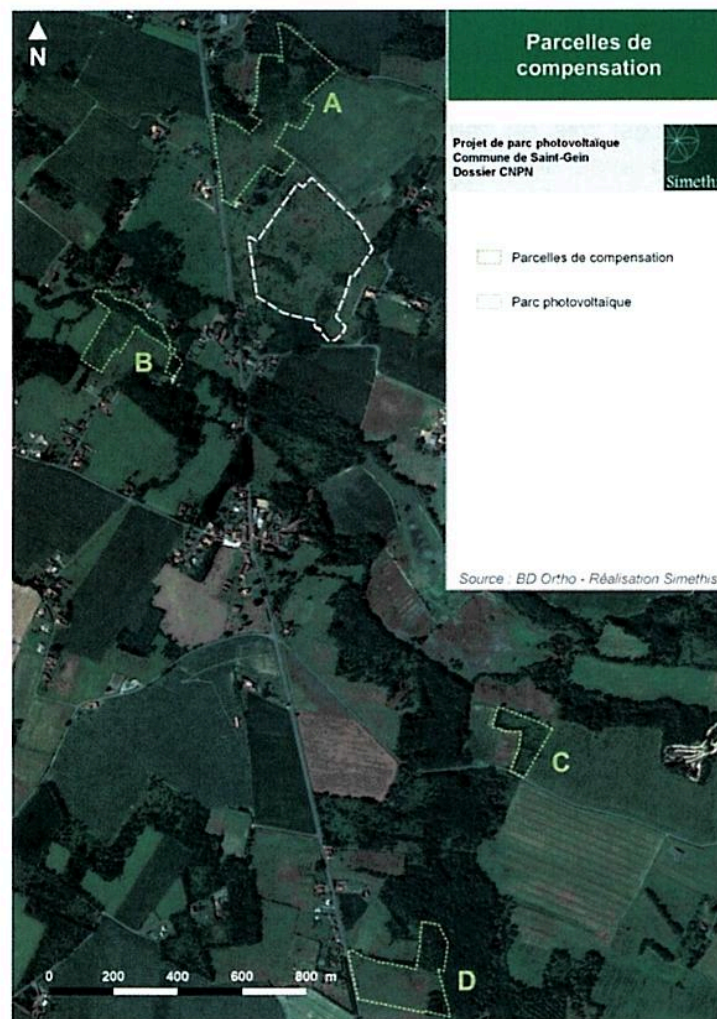 N
Parcelles de
compensation
Projet de parc photovoltaïque
Commune de Saint-Gein
Dossier CNPN
Simethis
Parcelles de compensation
Parc photovoltaïque
Source : BD Ortho - Réalisation Simethis
A
B
C
D
0 200 400 600 800 m